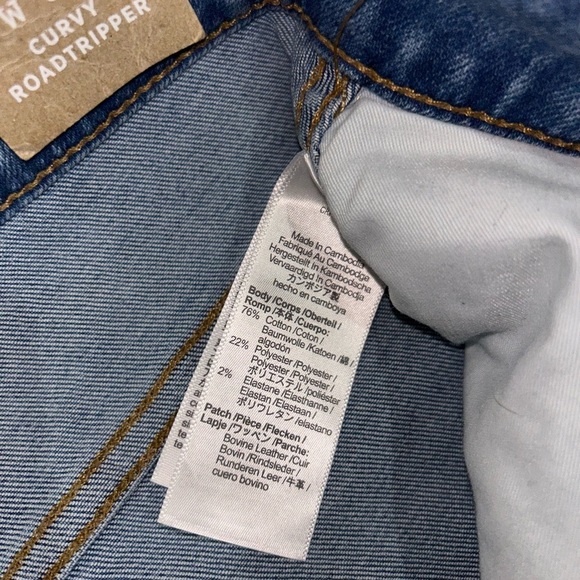 CURVY
ROADTRIPPER
Made In Cambodia
Fabriqué Au Cambodge
Hergestellt in Kambodscha
Vervaardigd In Cambodja
カンボジア製
hecho en camboya
Body /Corps /Oberteil /
Romp /本体 /Cuerpo:
76% Cotton /Coton /
Baumwolle /Katoen /綿 /
algodón
22% Polyester /Polyester /
Polyester /Polyester /
ポリエステル /poliéster
2% Elastane /Élasthanne /
Elastan /Elastaan /
ポリウレタン /elastano
Patch /Pièce /Flecken /
Lapje /ワッペン /Parche:
Bovine Leather /Cuir
Bovin /Rindsleder /
Runderen Leer /牛革 /
cuero bovino